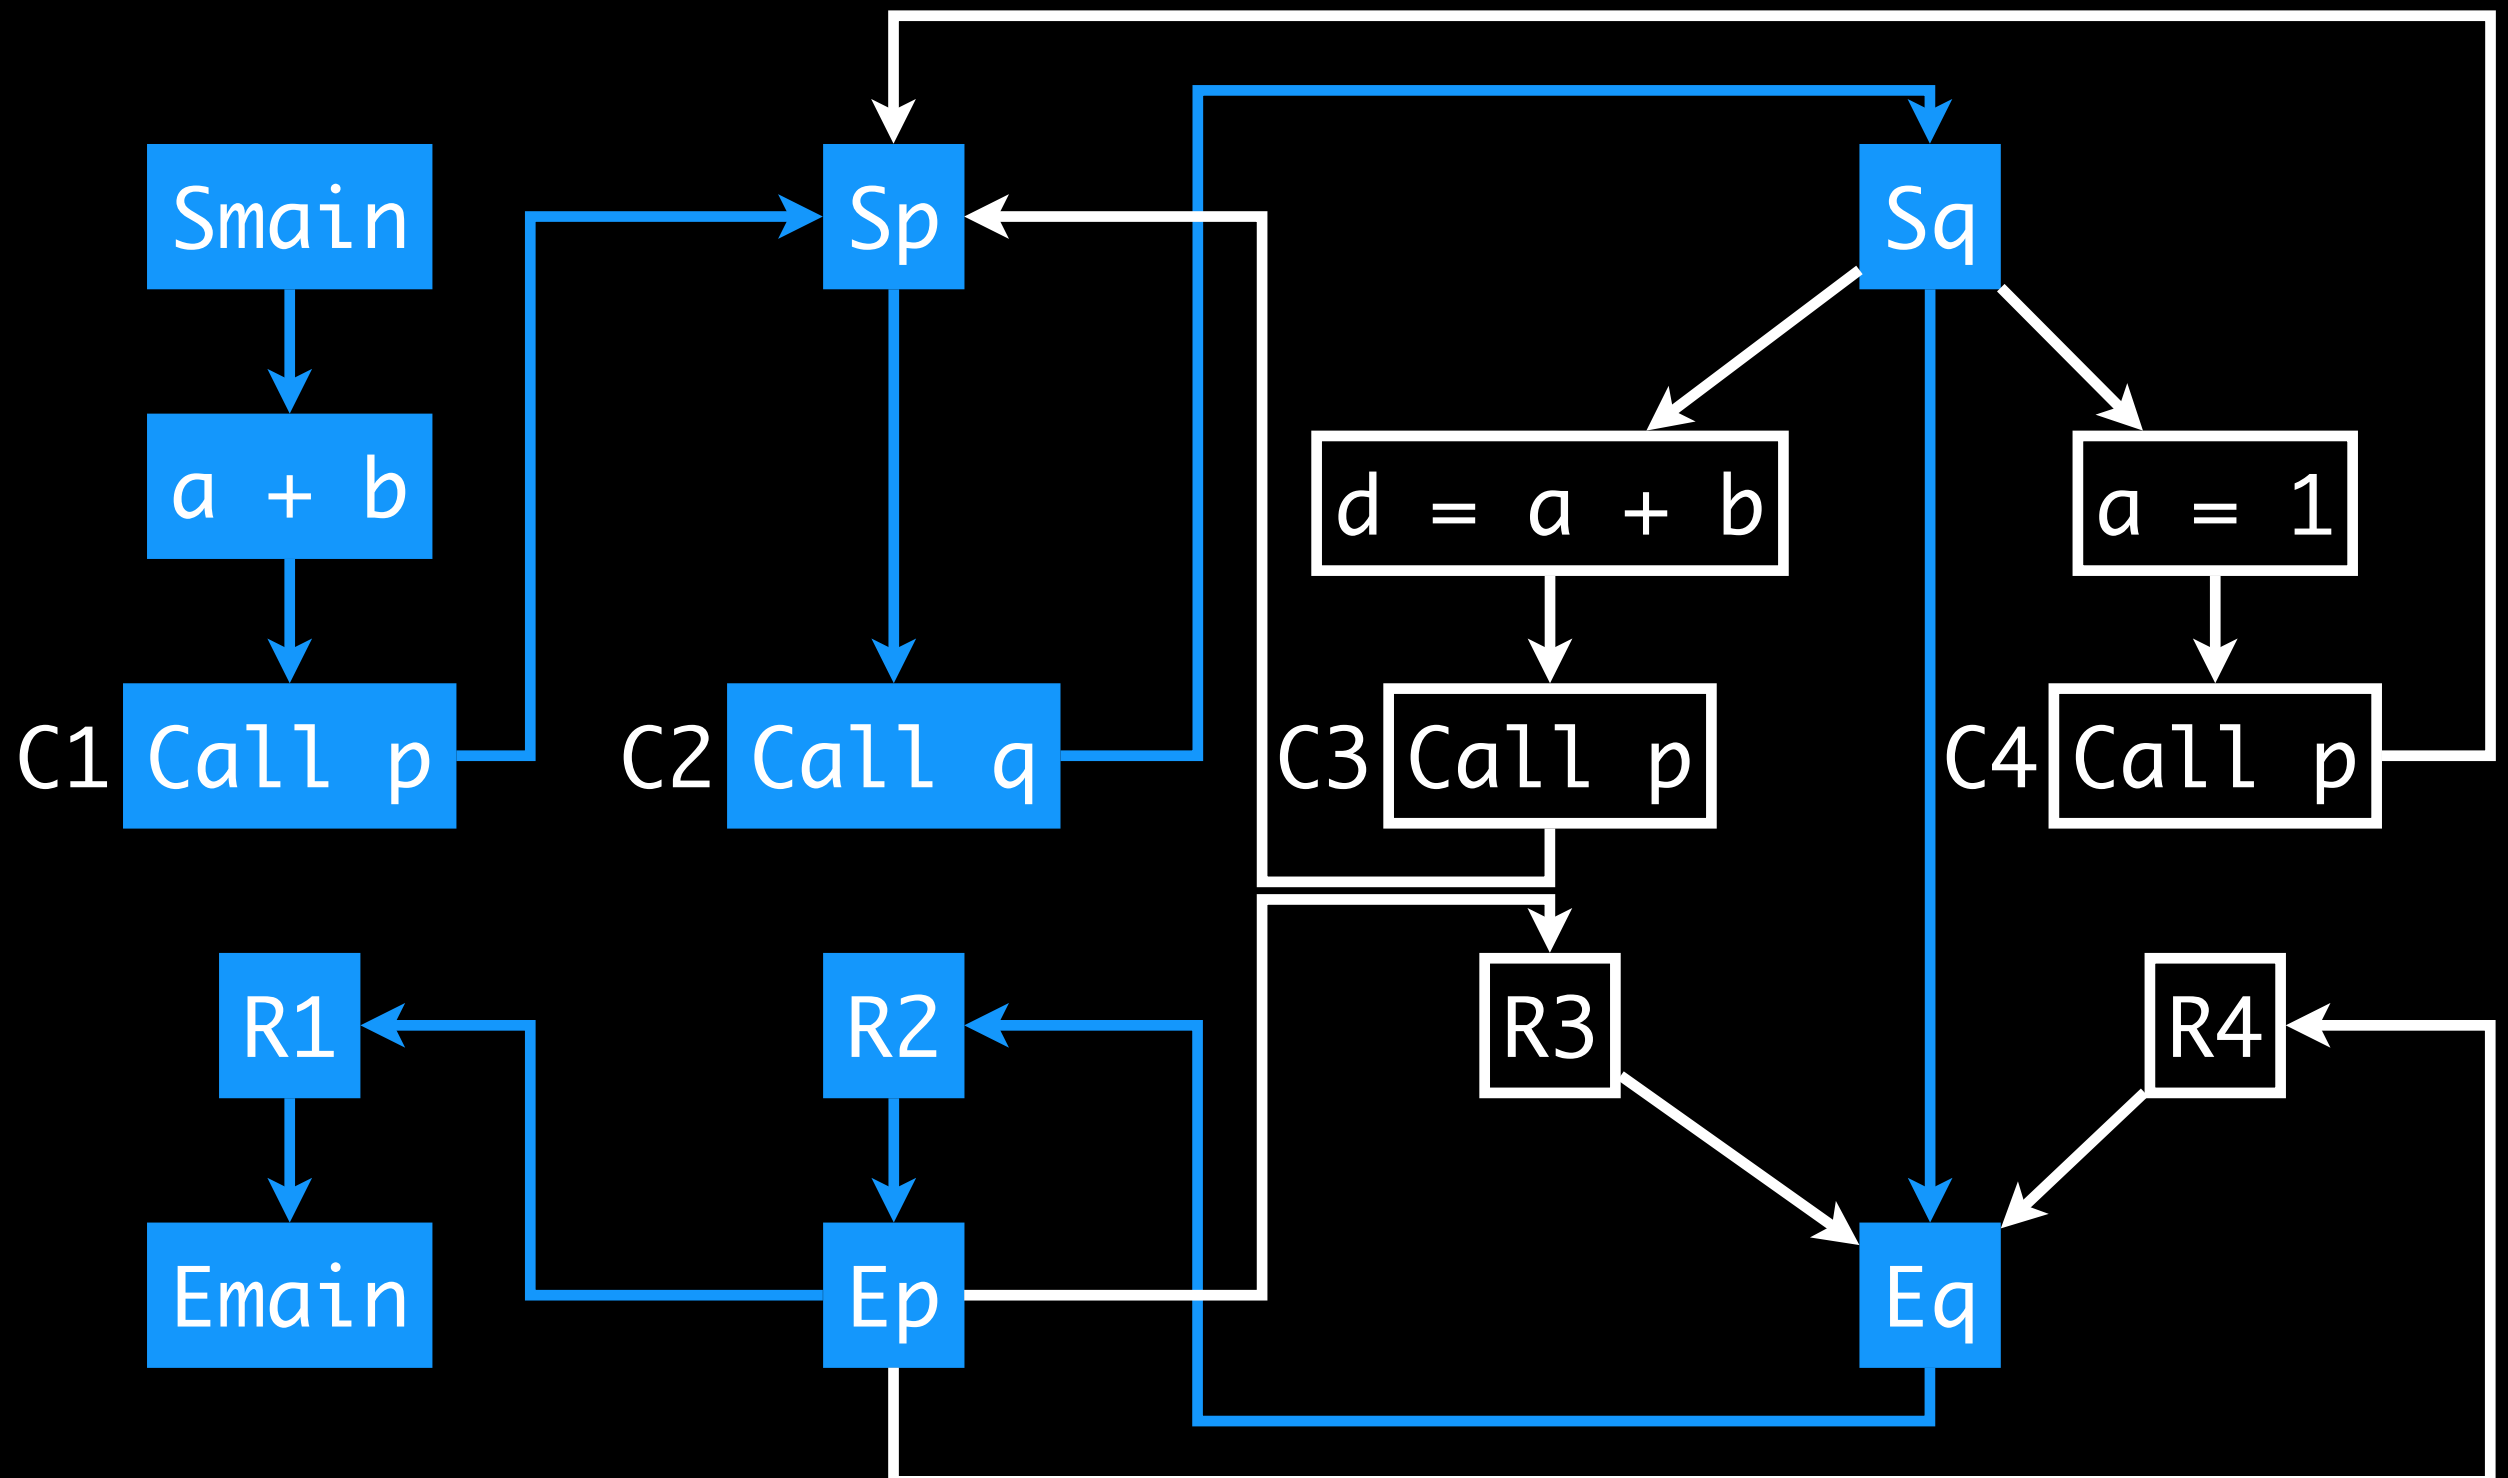 Smain
Sp
Sq
a + b
d = a + b
a = 1
C1 Call p
C2 Call q
C3 Call p
C4 Call p
R1
R2
R3
R4
Emain
Ep
Eq